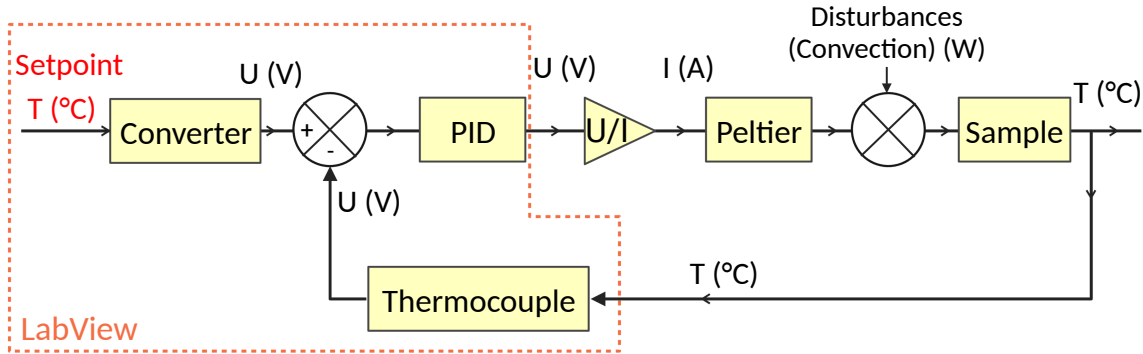 Disturbances
(Convection) (W)
Setpoint
T (°C)
U (V)
U (V)
I (A)
T (°C)
Converter
+
-
PID
U/I
Peltier
Sample
U (V)
T (°C)
Thermocouple
LabView